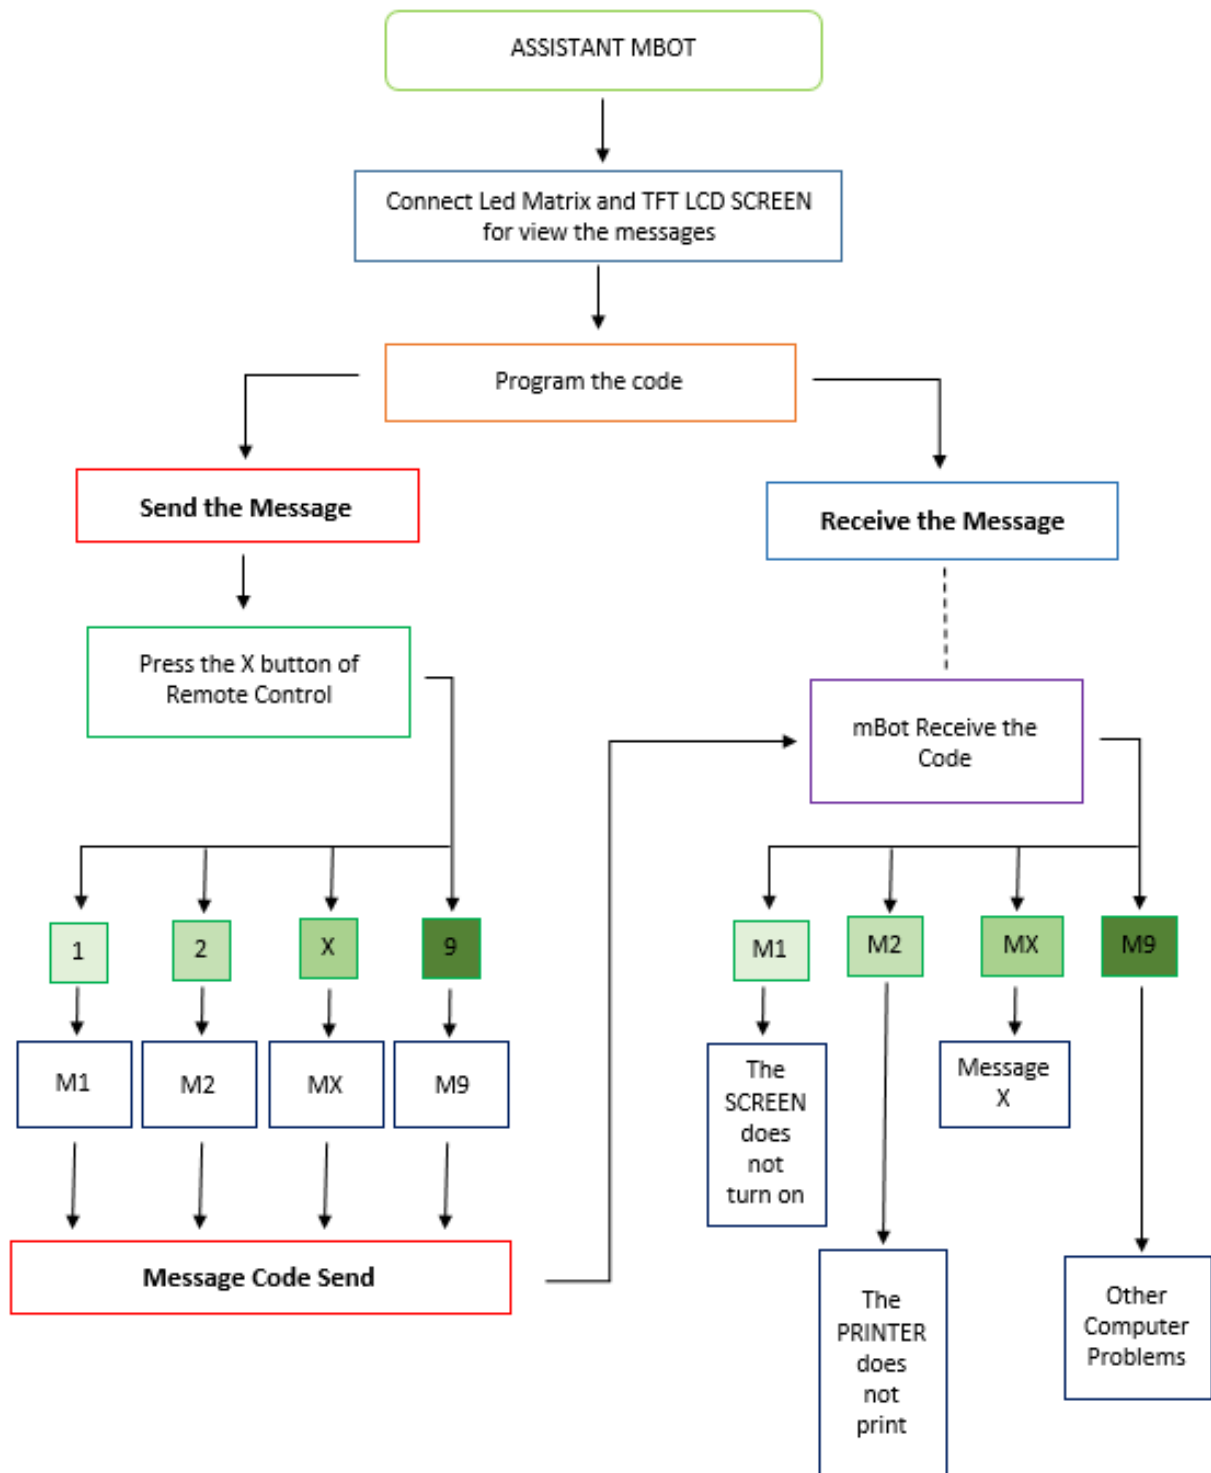 ASSISTANT MBOT
Connect Led Matrix and TFT LCD SCREEN
for view the messages
Program the code
Send the Message
Receive the Message
Press the X button of
Remote Control
mBot Receive the
Code
1
2
X
9
M1
M2
MX
M9
Message Code Send
M1
M2
MX
M9
The
SCREEN
does
not
turn on
Message
X
The
PRINTER
does
not
print
Other
Computer
Problems